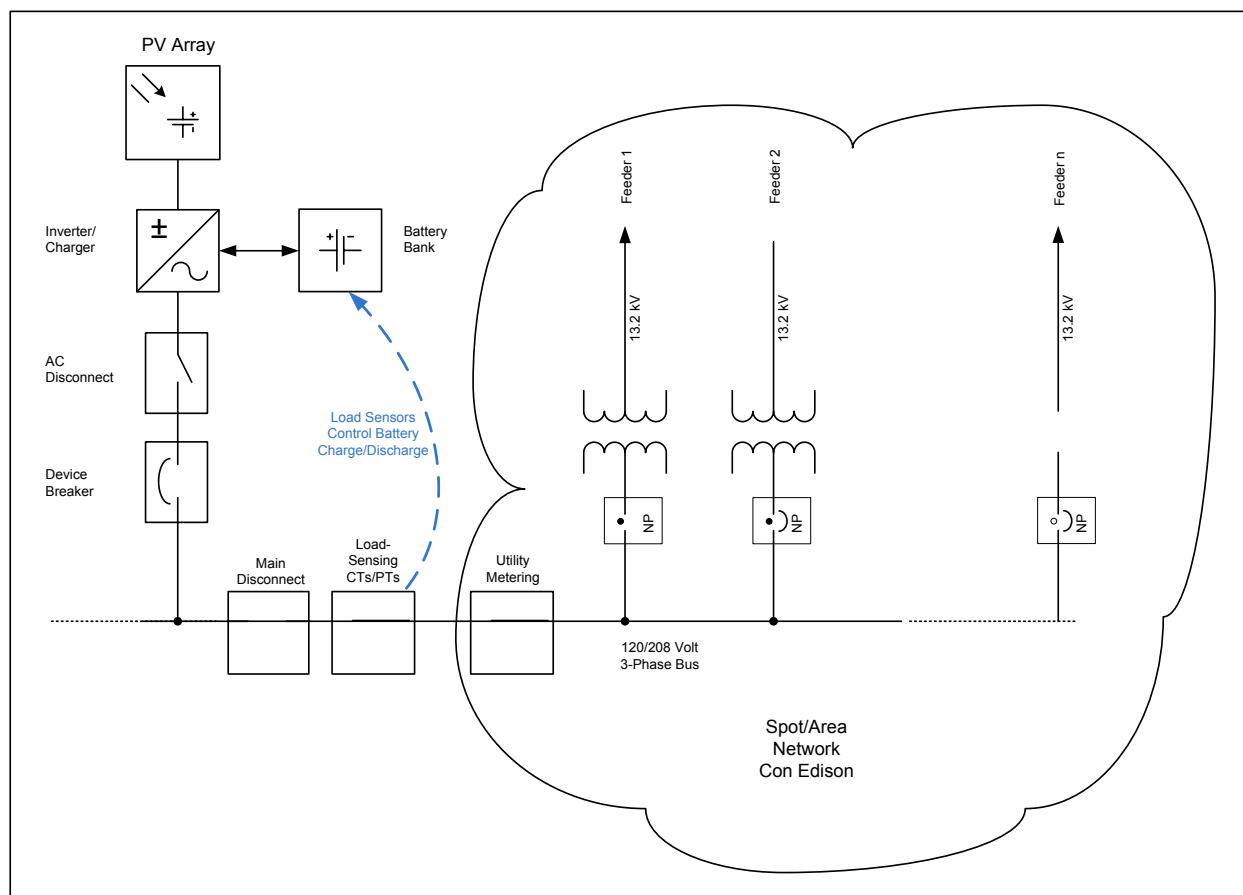 PV Array
Inverter/
Charger
±
+
−
Battery
Bank
AC
Disconnect
Device
Breaker
Load Sensors
Control Battery
Charge/Discharge
Main
Disconnect
Load-
Sensing
CTs/PTs
Utility
Metering
Feeder 1
Feeder 2
Feeder n
13.2 kV
13.2 kV
13.2 kV
NP
NP
NP
120/208 Volt
3-Phase Bus
Spot/Area
Network
Con Edison